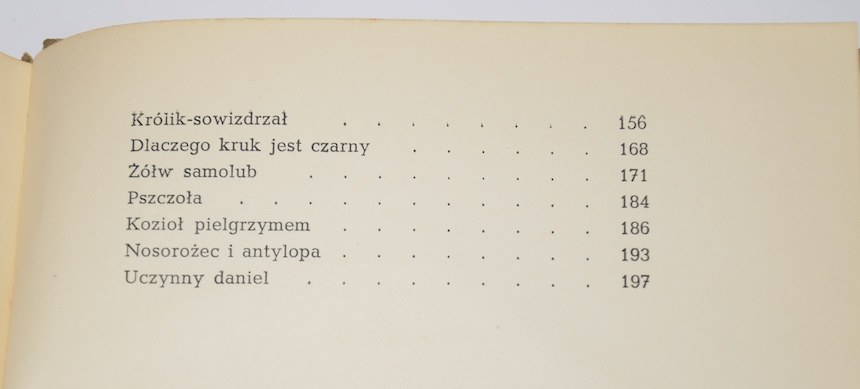 Królik-sowizdrzał . . . . . . . . 156
Dlaczego kruk jest czarny . . . . . . 168
Żółw samolub . . . . . . . . . 171
Pszczoła . . . . . . . . . . . 184
Kozioł pielgrzymem . . . . . . . . 186
Nosorożec i antylopa . . . . . . . . 193
Uczynny daniel . . . . . . . . . 197